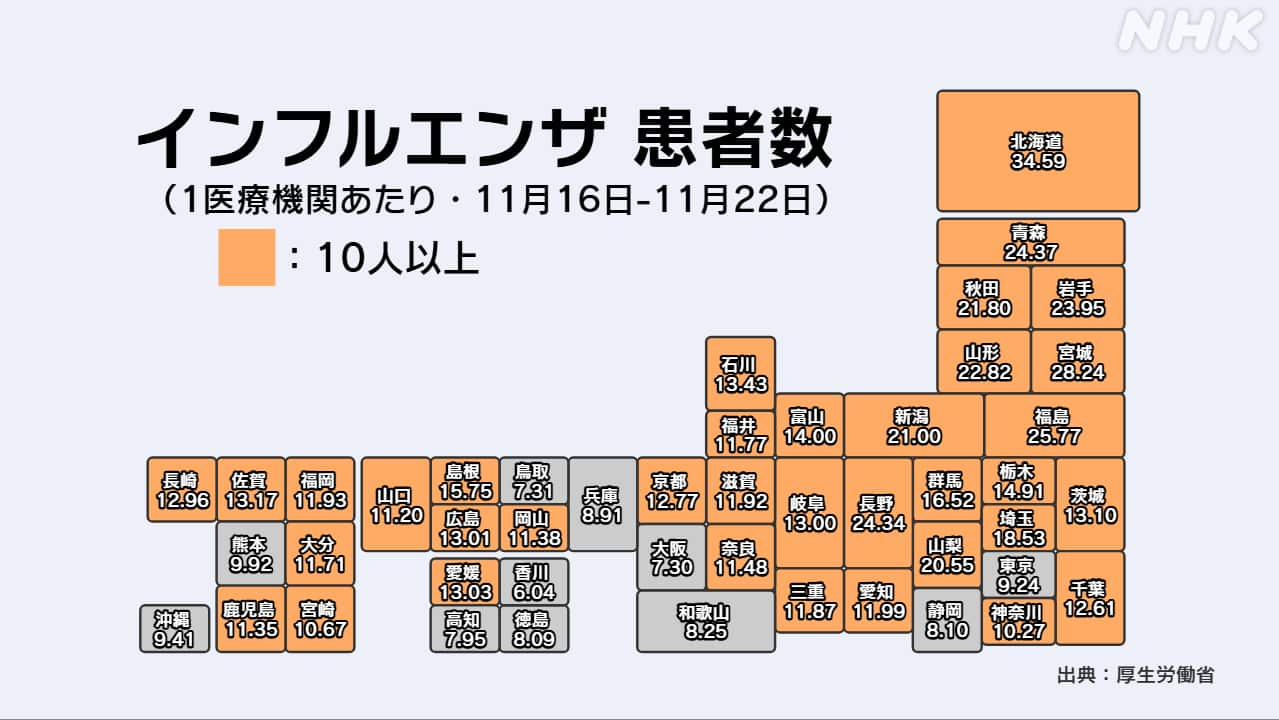 NHK
インフルエンザ 患者数
（1医療機関あたり・11月16日-11月22日）
：10人以上
北海道
34.59
青森
24.37
秋田
21.80
岩手
23.95
山形
22.82
宮城
28.24
石川
13.43
福井
11.77
富山
14.00
新潟
21.00
福島
25.77
長崎
12.96
佐賀
13.17
福岡
11.93
山口
11.20
島根
15.75
鳥取
7.31
兵庫
8.91
京都
12.77
滋賀
11.92
岐阜
13.00
長野
24.34
群馬
16.52
栃木
14.91
茨城
13.10
広島
13.01
岡山
11.38
埼玉
18.53
熊本
9.92
大分
11.71
大阪
7.30
奈良
11.48
山梨
20.55
東京
9.24
愛媛
13.03
香川
6.04
三重
11.87
愛知
11.99
千葉
12.61
沖縄
9.41
鹿児島
11.35
宮崎
10.67
高知
7.95
徳島
8.09
和歌山
8.25
静岡
8.10
神奈川
10.27
出典：厚生労働省